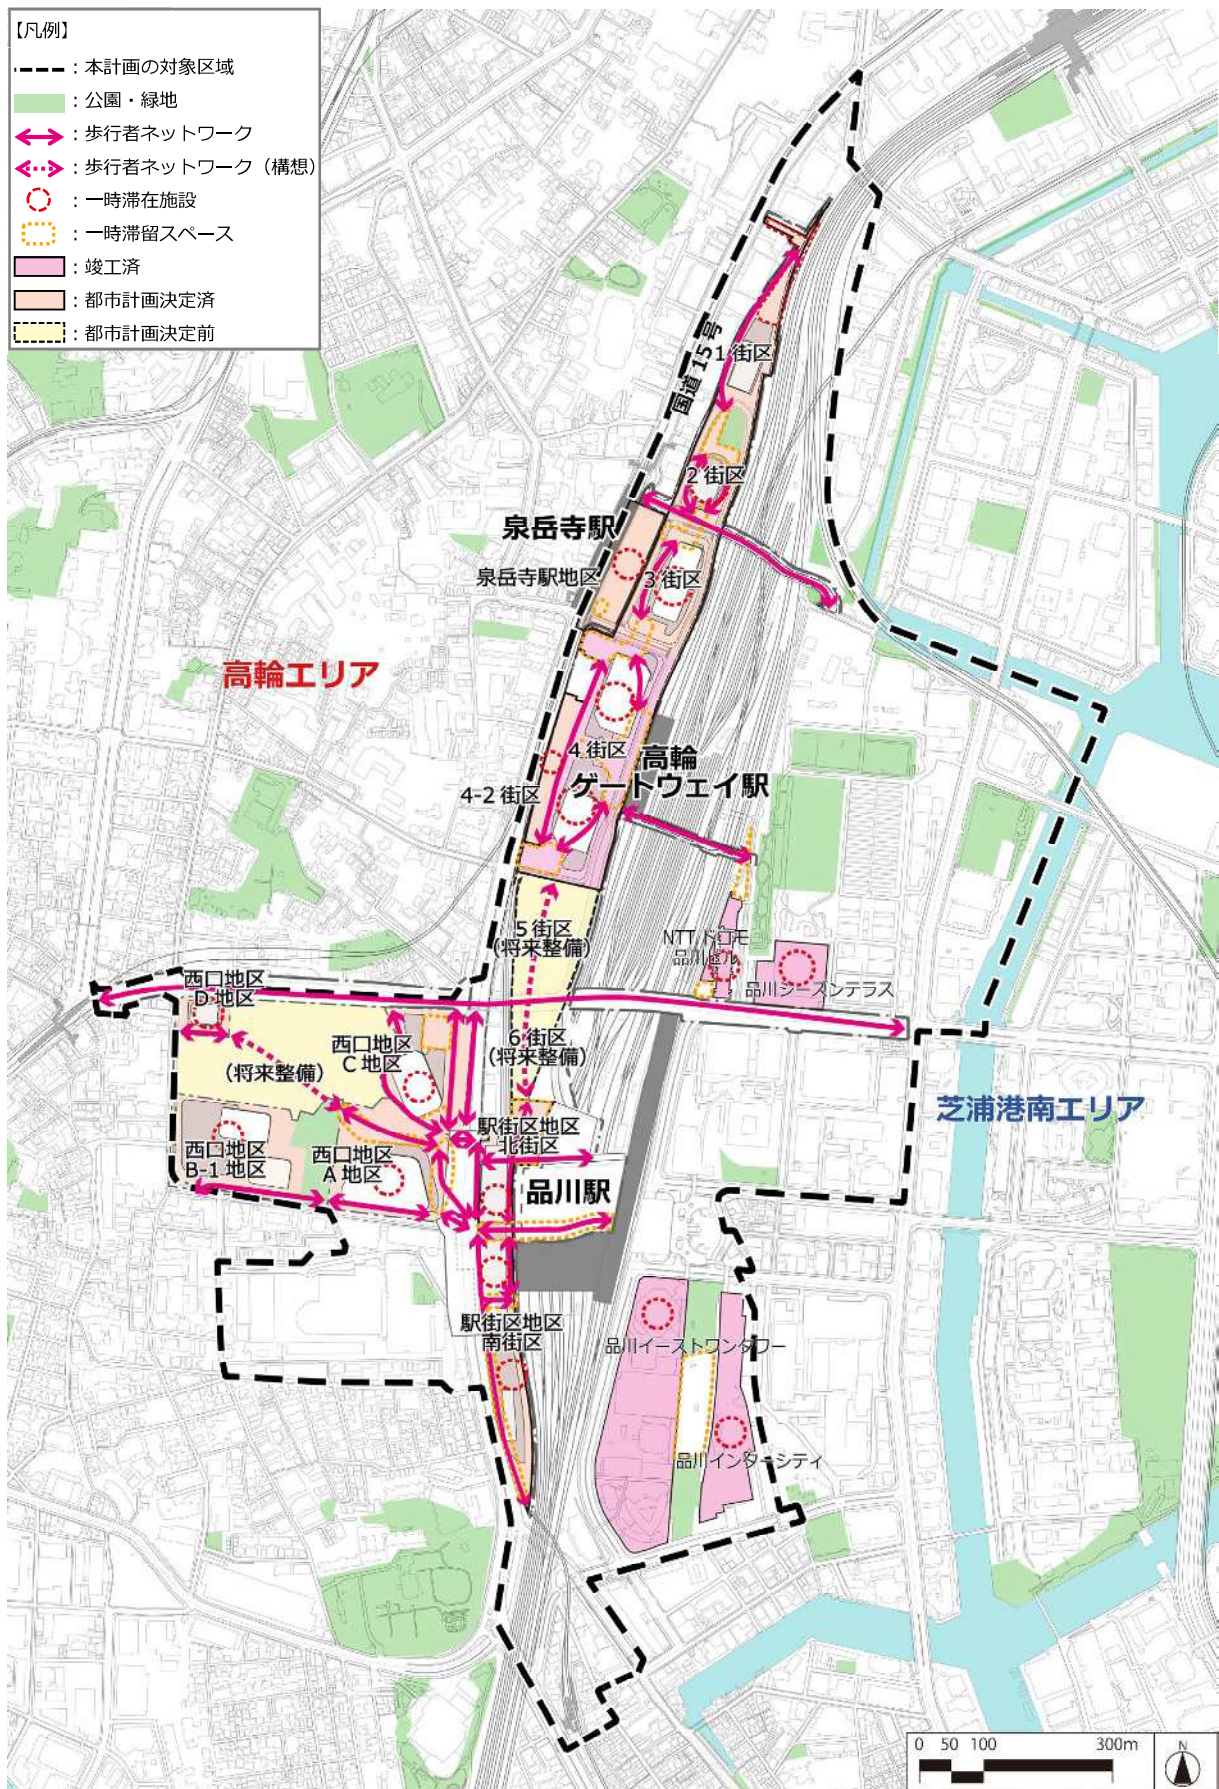 【凡例】
：本計画の対象区域
：公園・緑地
：歩行者ネットワーク
：歩行者ネットワーク（構想）
：一時滞在施設
：一時滞留スペース
：竣工済
：都市計画決定済
：都市計画決定前
国道 15号
1 街区
2 街区
泉岳寺駅
泉岳寺駅地区
3 街区
高輪エリア
4 街区
高輪
ゲートウェイ駅
4-2 街区
5 街区
(将来整備)
NTTドコモ
品川ビル
品川シーズンテラス
西口地区
D 地区
6 街区
(将来整備)
西口地区
C 地区
(将来整備)
芝浦港南エリア
駅街区地区
北街区
西口地区
B-1 地区
西口地区
A 地区
品川駅
駅街区地区
南街区
品川イーストワンタワー
品川インターシティ
0 50 100 300m
N